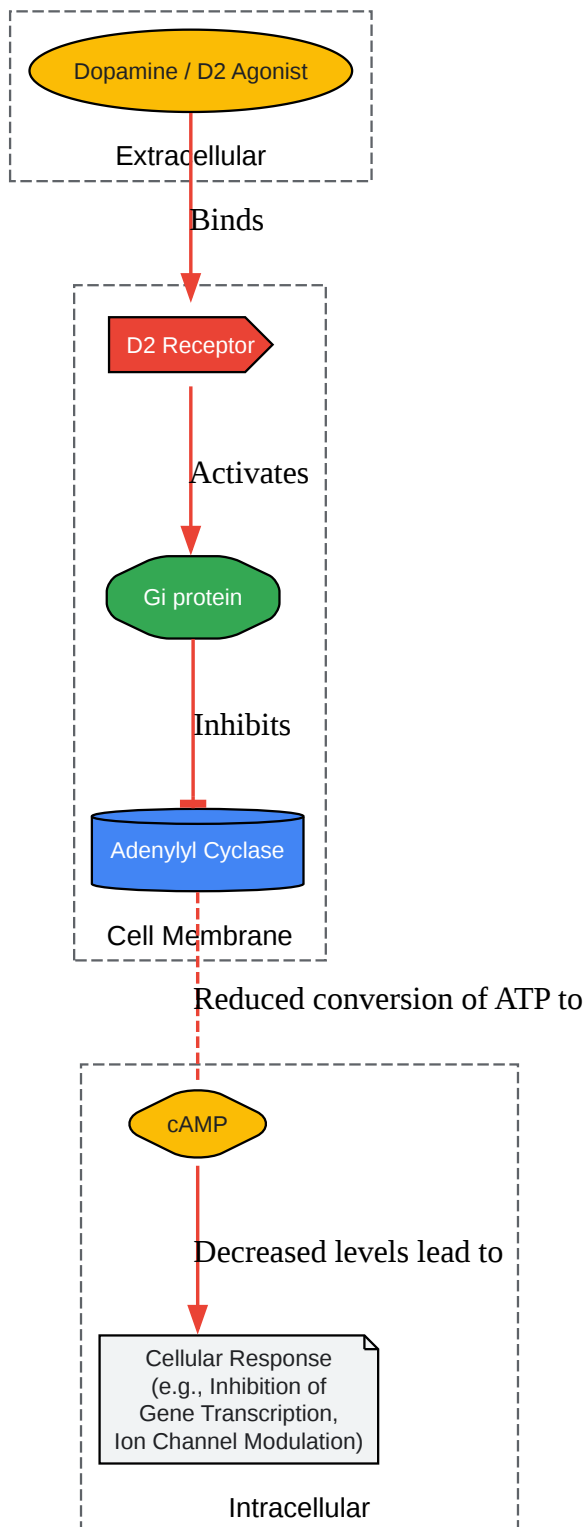 Dopamine / D2 Agonist
Extracellular
Binds
D2 Receptor
Activates
Gi protein
Inhibits
Adenylyl Cyclase
Cell Membrane
Reduced conversion of ATP to
cAMP
Decreased levels lead to
Cellular Response
(e.g., Inhibition of
Gene Transcription,
Ion Channel Modulation)
Intracellular